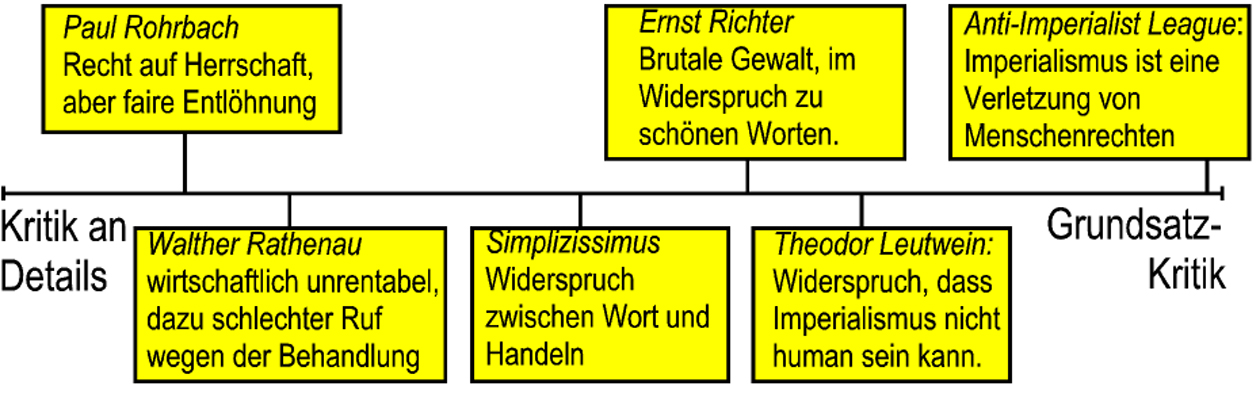 Paul Rohrbach
Recht auf Herrschaft,
aber faire Entlöhnung
Ernst Richter
Brutale Gewalt, im
Widerspruch zu
schönen Worten.
Anti-Imperialist League:
Imperialismus ist eine
Verletzung von
Menschenrechten
Kritik an
Details
Walther Rathenau
wirtschaftlich unrentabel,
dazu schlechter Ruf
wegen der Behandlung
Simplizissimus
Widerspruch
zwischen Wort und
Handeln
Theodor Leutwein:
Widerspruch, dass
Imperialismus nicht
human sein kann.
Grundsatz-
Kritik